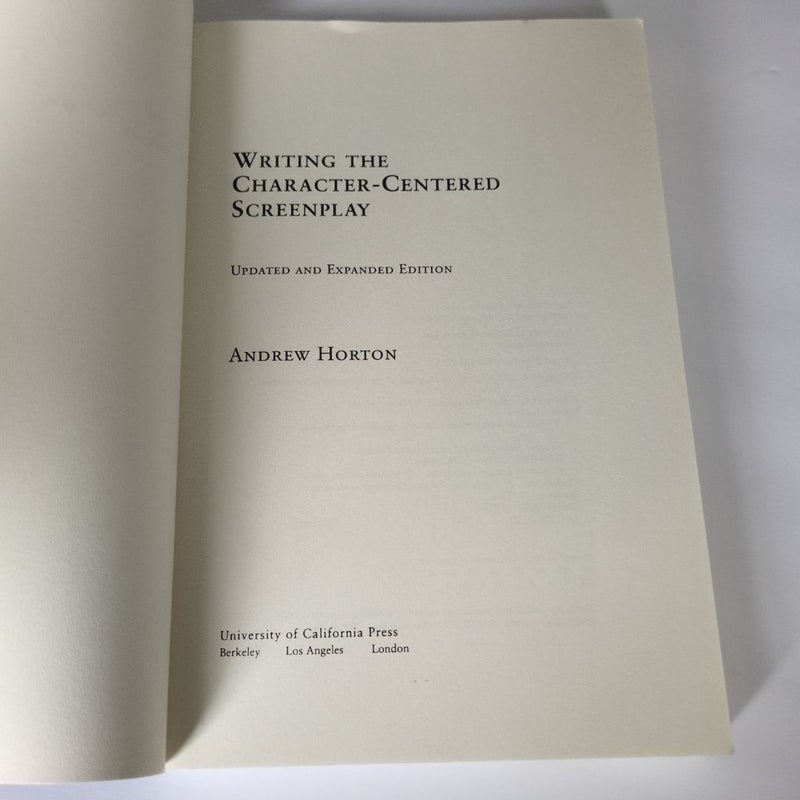 WRITING THE
CHARACTER-CENTERED
SCREENPLAY
UPDATED AND EXPANDED EDITION
ANDREW HORTON
University of California Press
Berkeley Los Angeles London